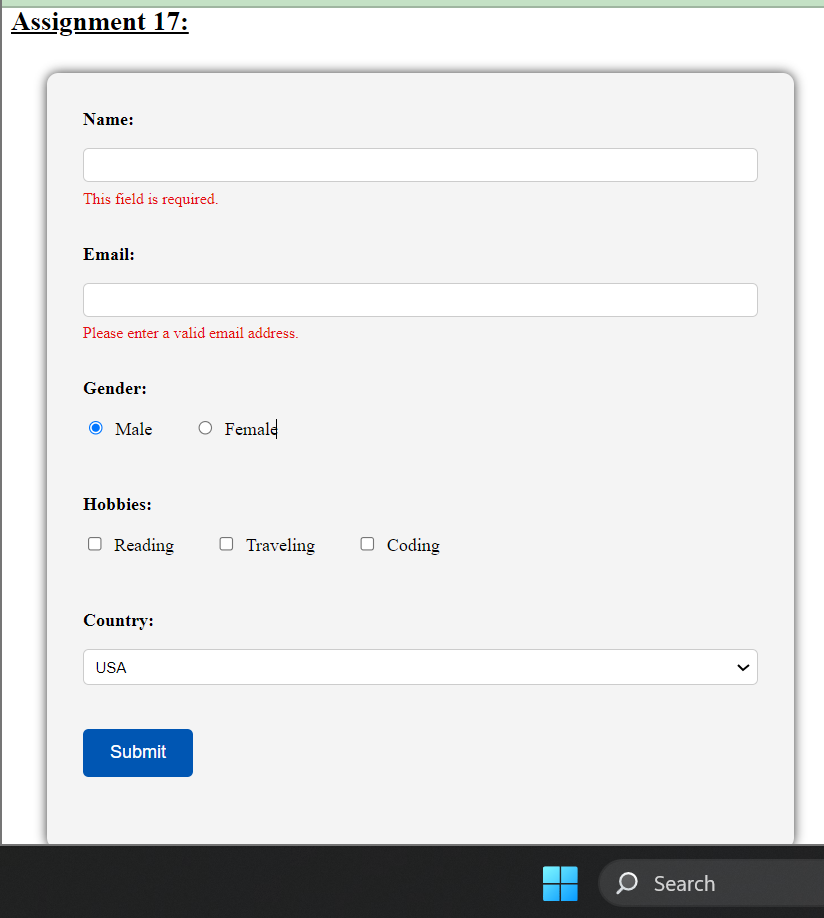 Assignment 17:
Name:
This field is required.
Email:
Please enter a valid email address.
Gender:
Male Female
Hobbies:
Reading Traveling Coding
Country:
USA
Submit
Search